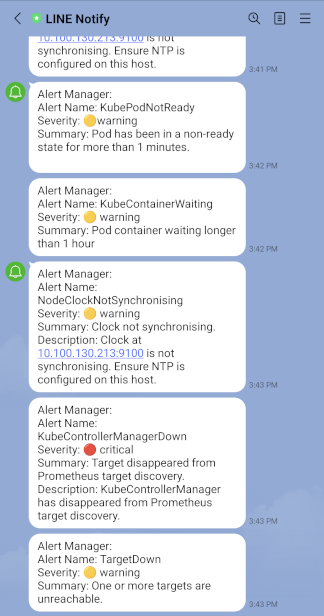 LINE Notify
10.100.130.213:9100 is not
synchronising. Ensure NTP is
configured on this host.
3:41 PM
Alert Manager:
Alert Name: KubePodNotReady
Severity: 🟡warning
Summary: Pod has been in a non-ready
state for more than 1 minutes.
3:42 PM
Alert Manager:
Alert Name: KubeContainerWaiting
Severity: 🟡 warning
Summary: Pod container waiting longer
than 1 hour
3:42 PM
Alert Manager:
Alert Name:
NodeClockNotSynchronising
Severity: 🟡 warning
Summary: Clock not synchronising.
Description: Clock at
10.100.130.213:9100 is not
synchronising. Ensure NTP is
configured on this host.
3:43 PM
Alert Manager:
Alert Name:
KubeControllerManagerDown
Severity: 🔴 critical
Summary: Target disappeared from
Prometheus target discovery.
Description: KubeControllerManager
has disappeared from Prometheus
target discovery.
3:43 PM
Alert Manager:
Alert Name: TargetDown
Severity: 🟡 warning
Summary: One or more targets are
unreachable.
3:43 PM